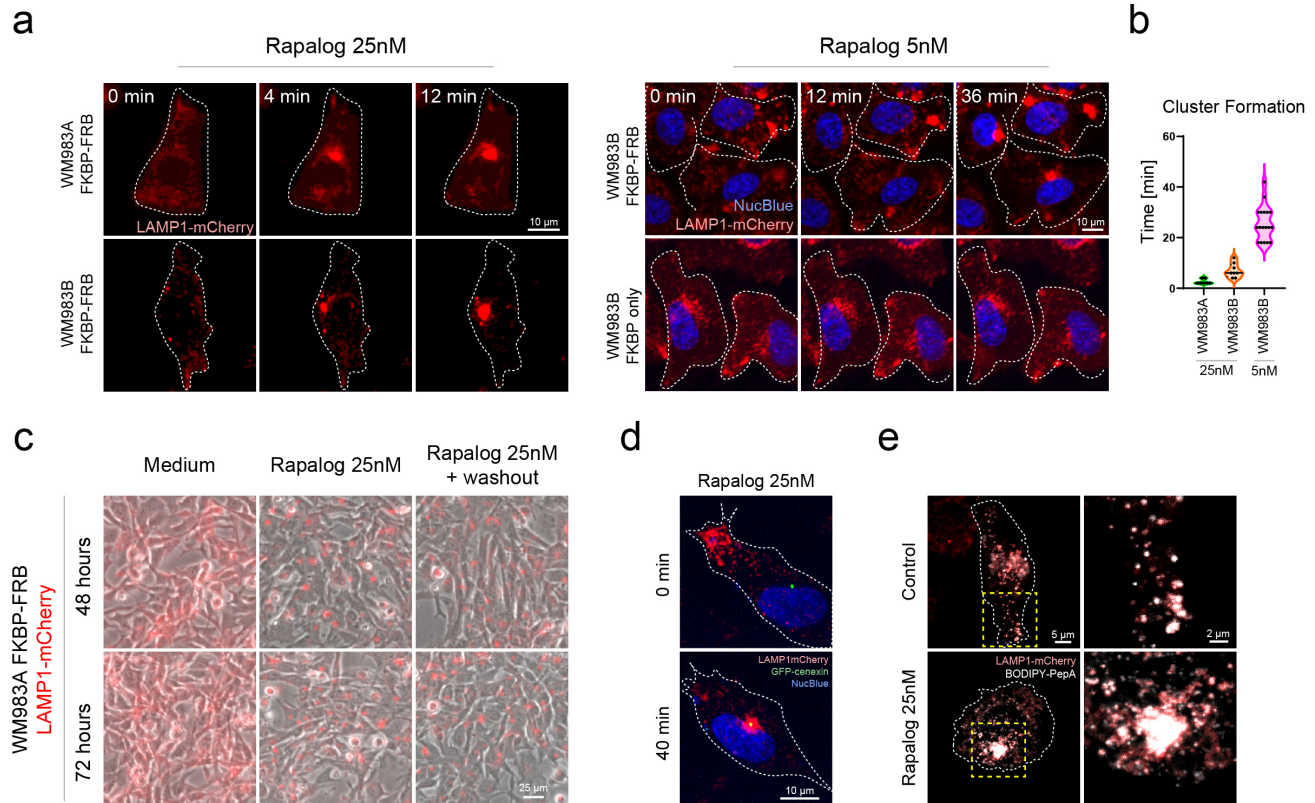 a
Rapalog 25nM
0 min
4 min
12 min
WM983A
FKBP-FRB
LAMP1-mCherry
10 µm
WM983B
FKBP-FRB
Rapalog 5nM
0 min
12 min
36 min
WM983B
FKBP-FRB
NucBlue
LAMP1-mCherry
10 µm
WM983B
FKBP only
b
Cluster Formation
Time [min]
60
40
20
0
WM983A
WM983B
WM983B
25nM
5nM
c
Medium
Rapalog 25nM
Rapalog 25nM
+ washout
WM983A FKBP-FRB
LAMP1-mCherry
48 hours
72 hours
25 µm
d
Rapalog 25nM
0 min
40 min
LAMP1mCherry
GFP-cenexin
NucBlue
10 µm
e
Control
5 µm
2 µm
Rapalog 25nM
LAMP1-mCherry
BODIPY-PepA